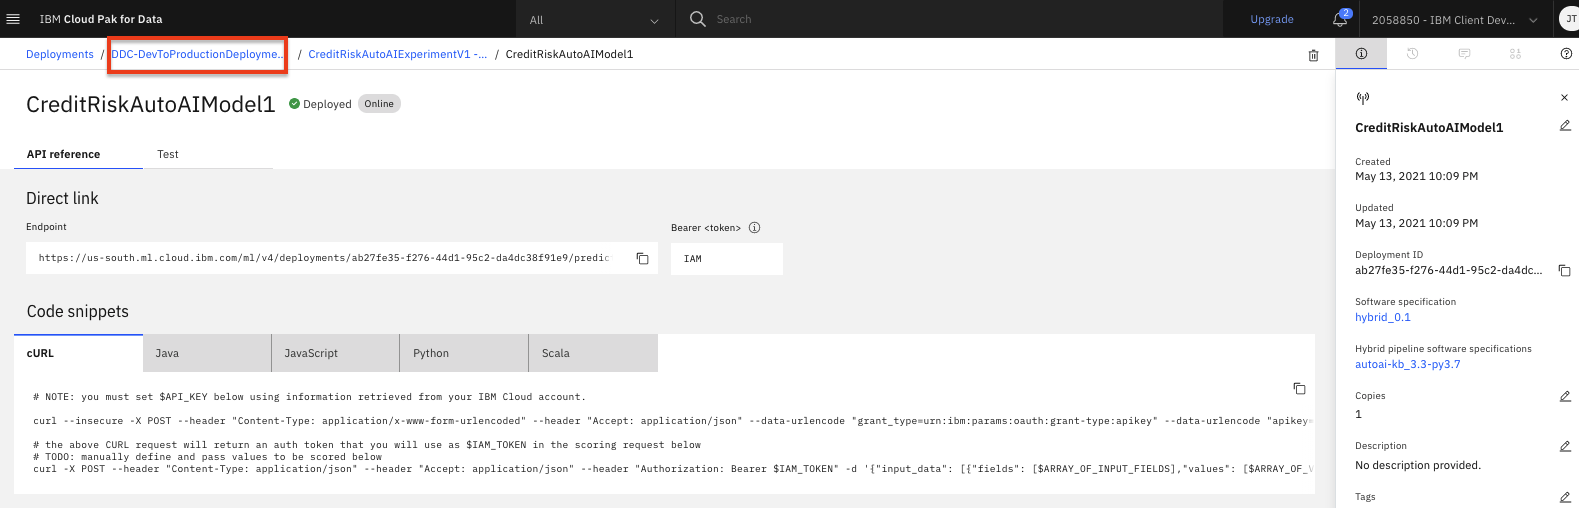 IBM Cloud Pak for Data
All
Search
Upgrade
2
2058850 - IBM Client Dev...
JT
Deployments / DDC-DevToProductionDeployme... / CreditRiskAutoAIExperimentV1 -... / CreditRiskAutoAIModel1
CreditRiskAutoAIModel1
Deployed
Online
API reference
Test
Direct link
Endpoint
https://us-south.ml.cloud.ibm.com/ml/v4/deployments/ab27fe35-f276-44d1-95c2-da4dc38f91e9/predic
Bearer <token>
IAM
Code snippets
cURL
Java
JavaScript
Python
Scala
# NOTE: you must set $API_KEY below using information retrieved from your IBM Cloud account.
curl --insecure -X POST --header "Content-Type: application/x-www-form-urlencoded" --header "Accept: application/json" --data-urlencode "grant_type=urn:ibm:params:oauth:grant-type:apikey" --data-urlencode "apikey=
# the above CURL request will return an auth token that you will use as $IAM_TOKEN in the scoring request below
# TODO: manually define and pass values to be scored below
curl -X POST --header "Content-Type: application/json" --header "Accept: application/json" --header "Authorization: Bearer $IAM_TOKEN" -d '{"input_data": [{"fields": [$ARRAY_OF_INPUT_FIELDS],"values": [$ARRAY_OF_V
CreditRiskAutoAIModel1
Created
May 13, 2021 10:09 PM
Updated
May 13, 2021 10:09 PM
Deployment ID
ab27fe35-f276-44d1-95c2-da4dc...
Software specification
hybrid_0.1
Hybrid pipeline software specifications
autoai-kb_3.3-py3.7
Copies
1
Description
No description provided.
Tags